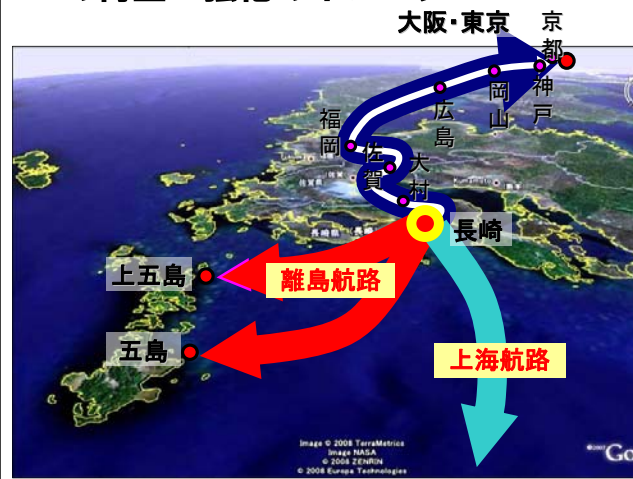 大阪・東京
京都
神戸
岡山
広島
福岡
佐賀
大村
長崎
上五島
離島航路
五島
上海航路
Image © 2008 TerraMetrics
Image NASA
© 2008 ZENRIN
© 2008 Europa Technologies
©2007 Go